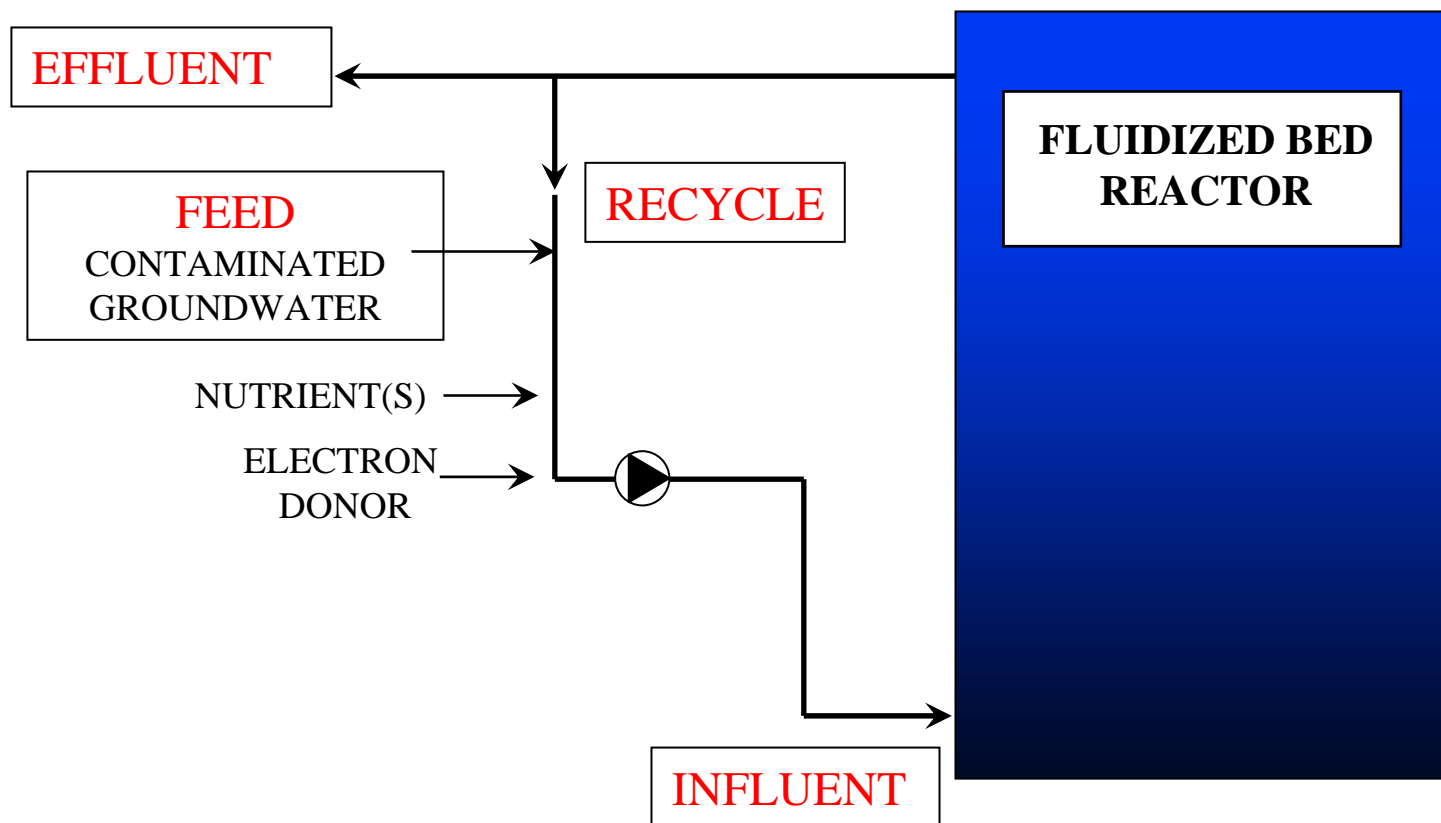 EFFLUENT
FLUIDIZED BED
REACTOR
FEED
CONTAMINATED
GROUNDWATER
RECYCLE
NUTRIENT(S)
ELECTRON
DONOR
INFLUENT